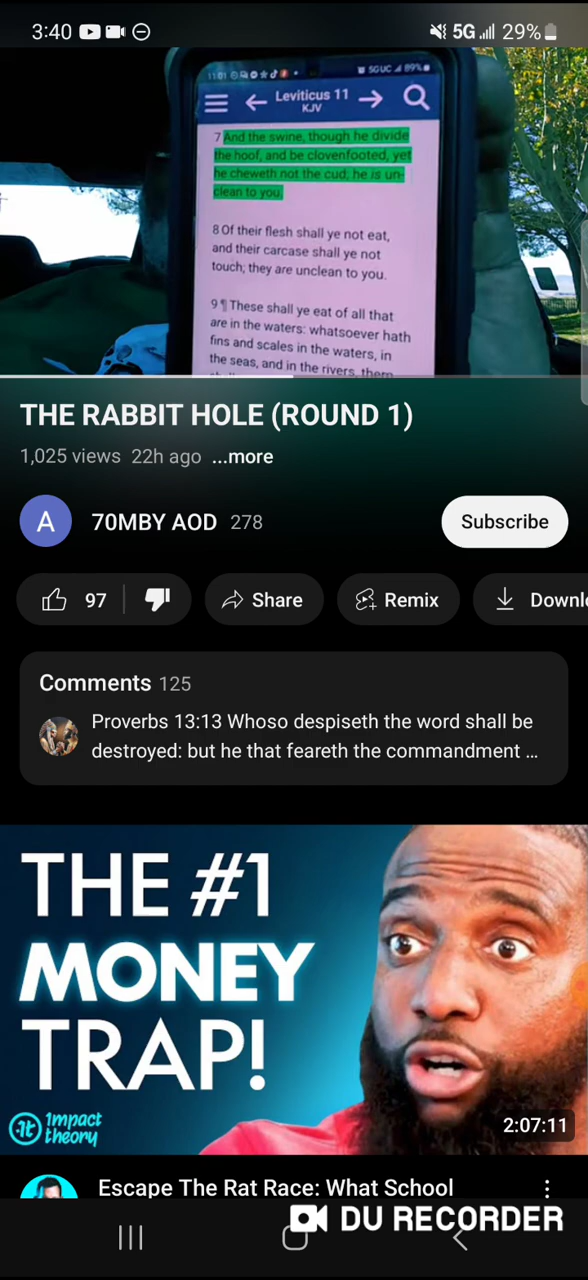 3:40 5G 29%
11:01 5GUC 89%
Leviticus 11
KJV
7 And the swine, though he divide
the hoof, and be clovenfooted, yet
he cheweth not the cud; he is un-
clean to you.
8 Of their flesh shall ye not eat,
and their carcase shall ye not
touch; they are unclean to you.
9 ¶ These shall ye eat of all that
are in the waters: whatsoever hath
fins and scales in the waters, in
the seas, and in the rivers, them
THE RABBIT HOLE (ROUND 1)
1,025 views 22h ago ...more
A 70MBY AOD 278 Subscribe
97 Share Remix Downl
Comments 125
Proverbs 13:13 Whoso despiseth the word shall be
destroyed: but he that feareth the commandment ...
THE #1
MONEY
TRAP!
1mpact
theory
2:07:11
Escape The Rat Race: What School
DU RECORDER